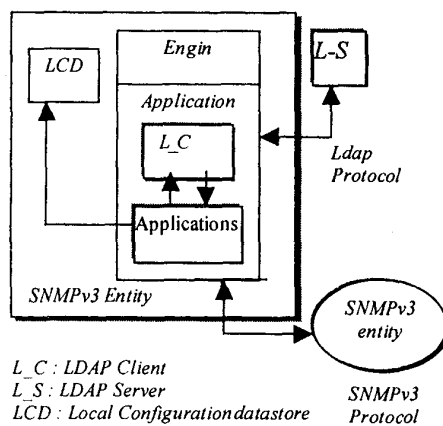 Engin
LCD
L-S
Application
L_C
Ldap
Protocol
Applications
SNMPv3 Entity
SNMPv3
entity
L_C : LDAP Client
L_S : LDAP Server
LCD : Local Configurationdatastore
SNMPv3
Protocol